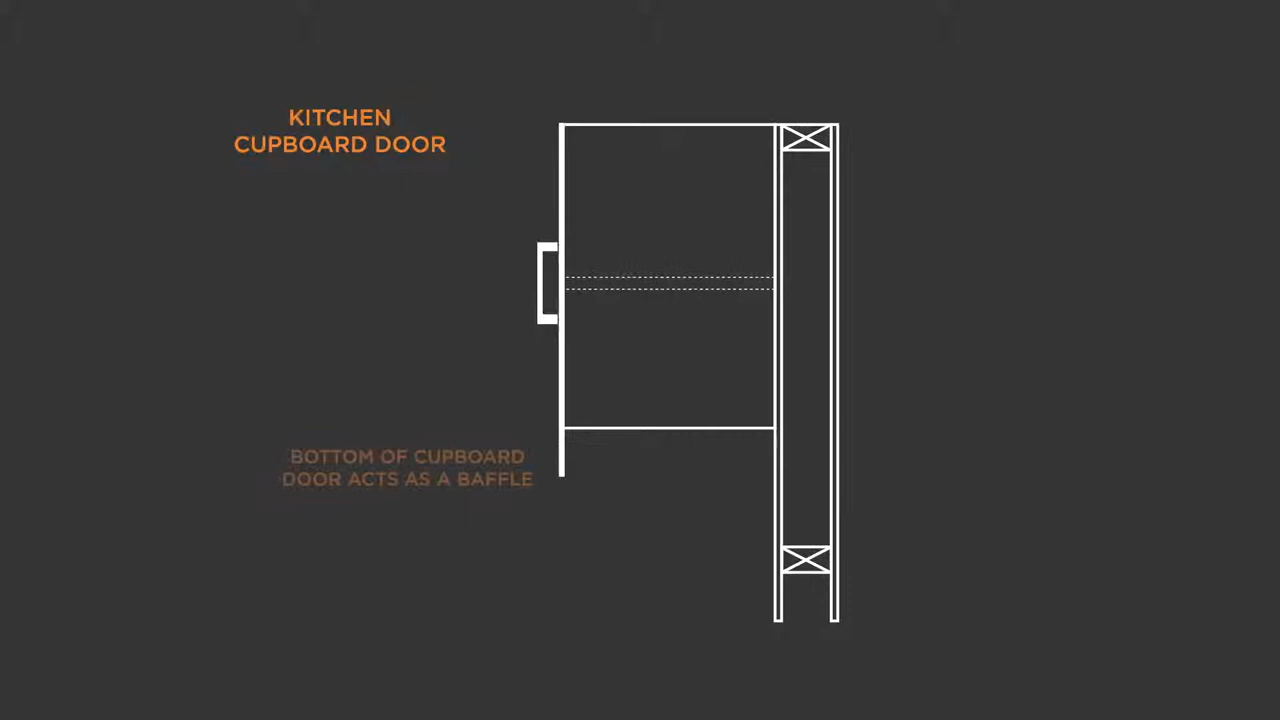 KITCHEN
CUPBOARD DOOR
BOTTOM OF CUPBOARD
DOOR ACTS AS A BAFFLE